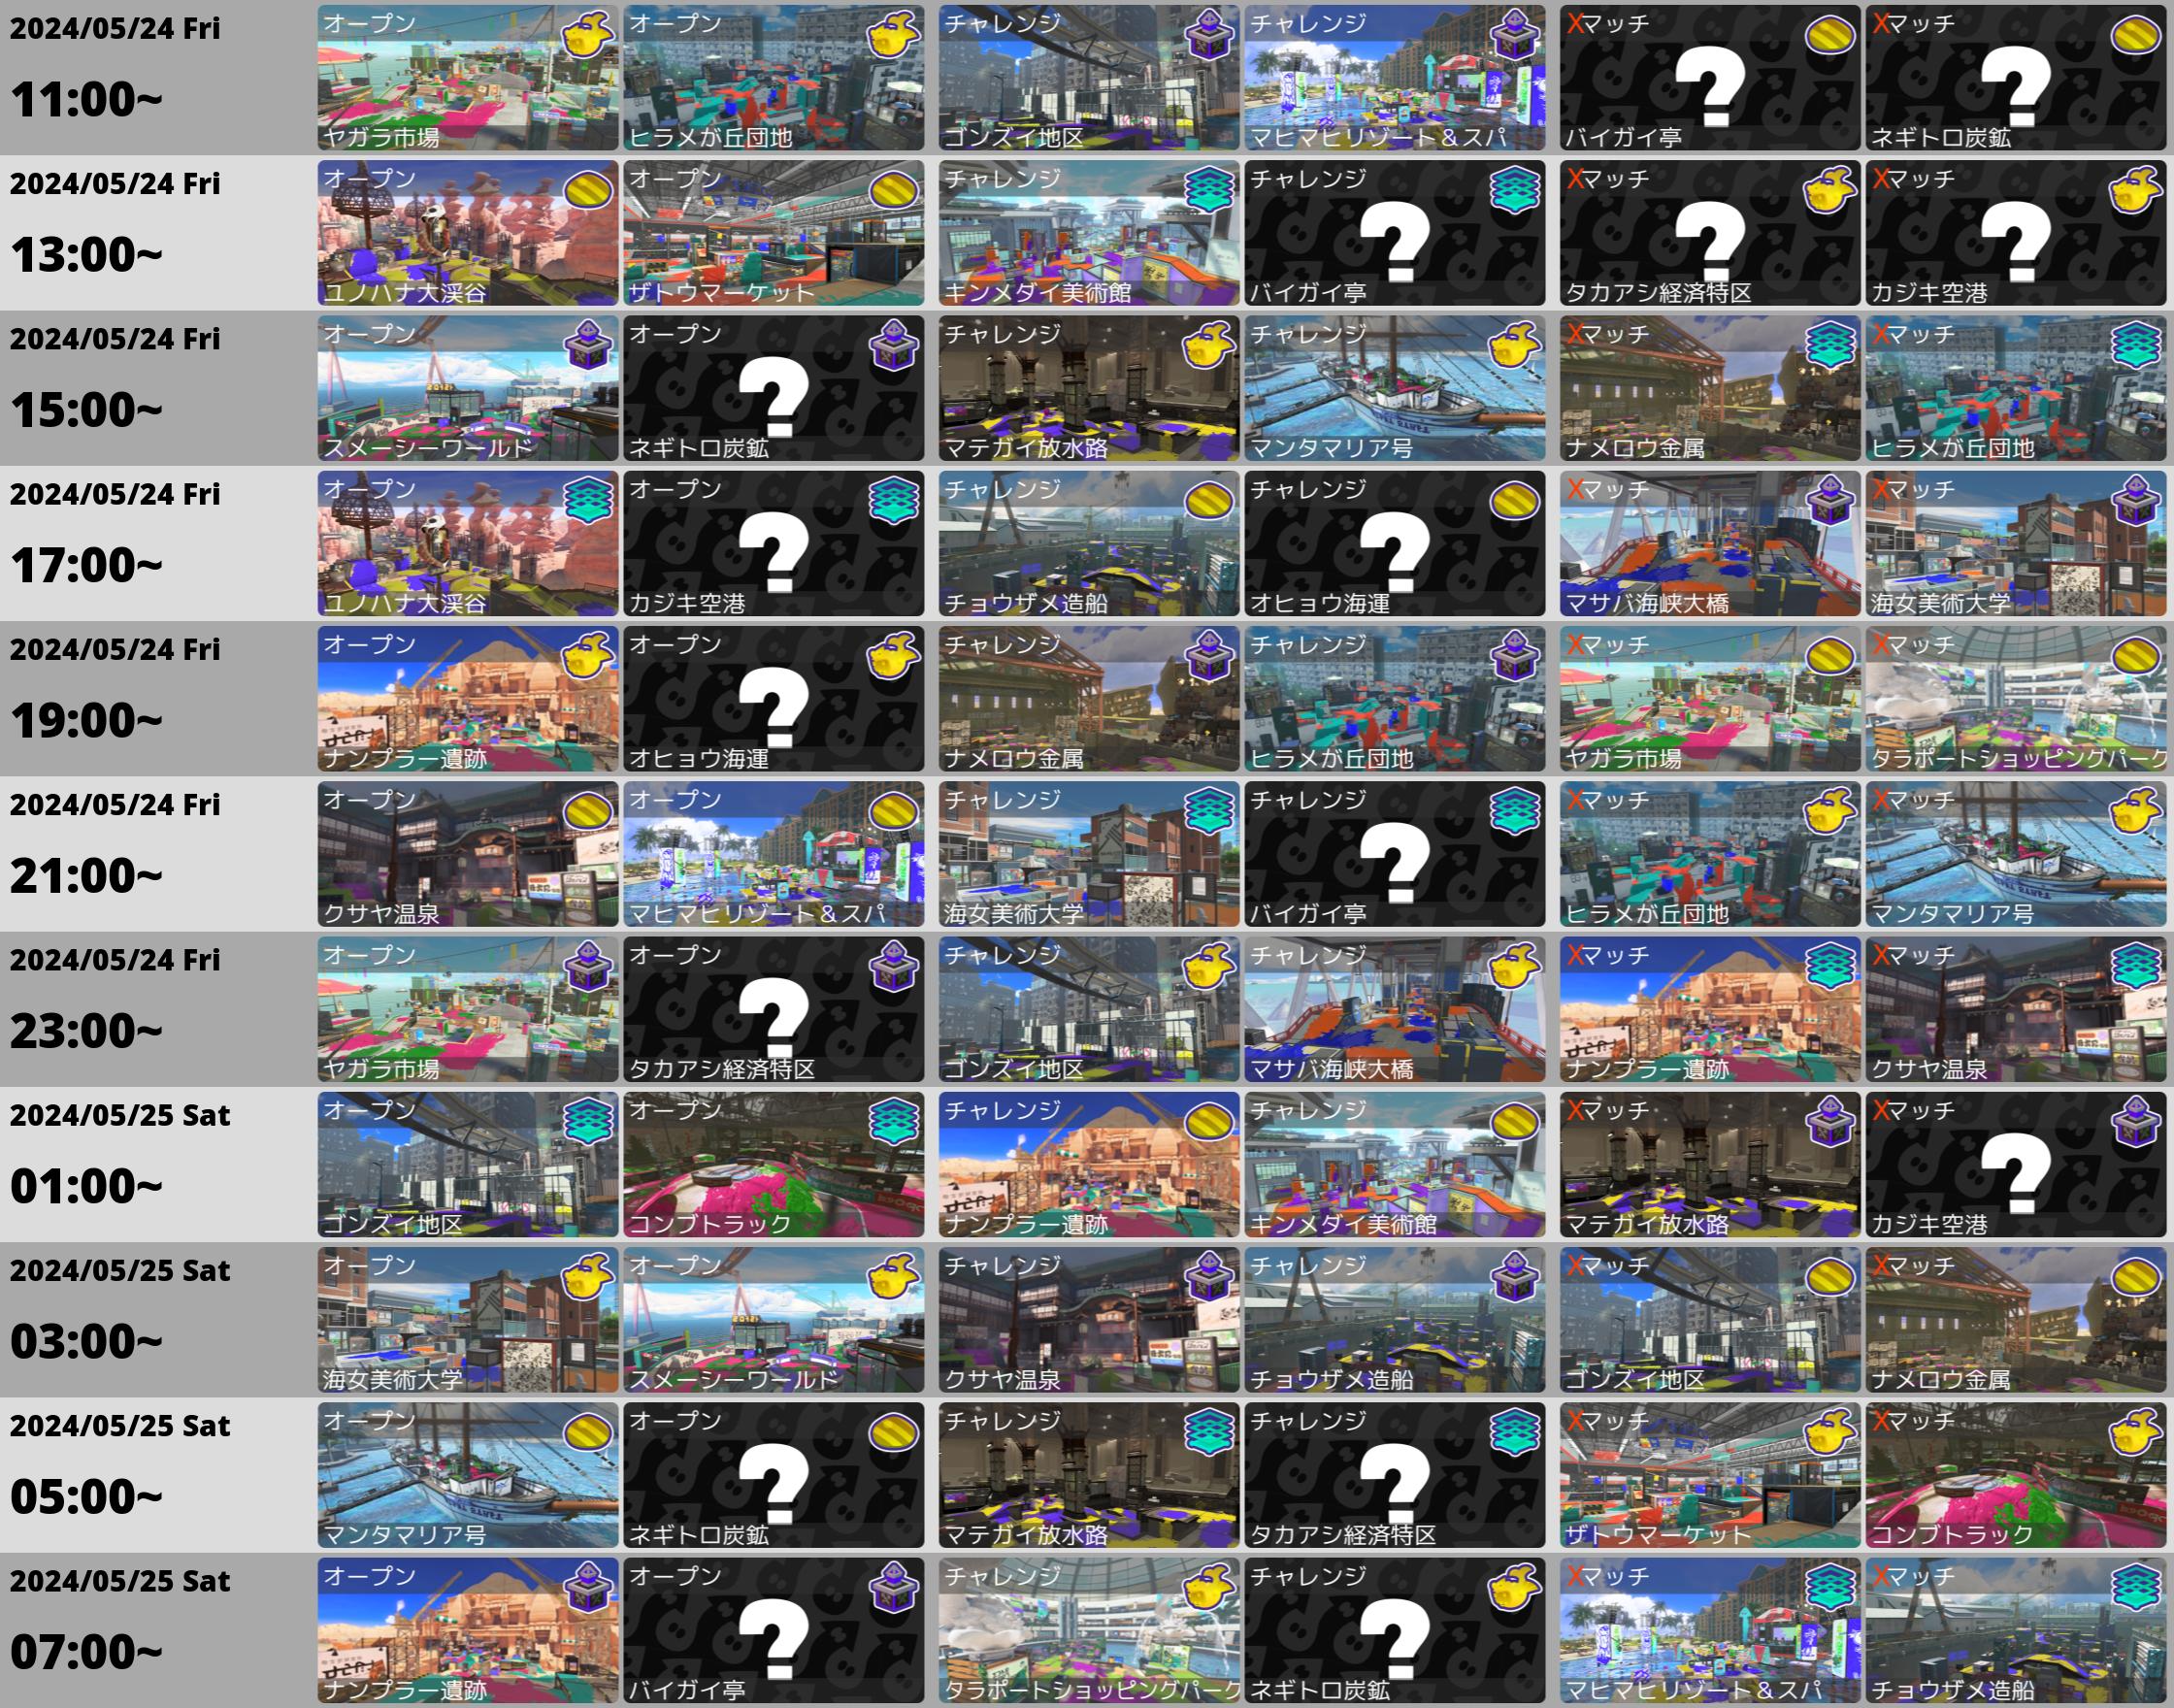 2024/05/24 Fri
11:00~
オープン オープン チャレンジ チャレンジ Xマッチ Xマッチ
ヤガラ市場 ヒラメが丘団地 ゴンズイ地区 マヒマヒリゾート＆スパ バイガイ亭 ネギトロ炭鉱
2024/05/24 Fri
13:00~
オープン オープン チャレンジ チャレンジ Xマッチ Xマッチ
ユノハナ大渓谷 ザトウマーケット キンメダイ美術館 バイガイ亭 タカアシ経済特区 カジキ空港
2024/05/24 Fri
15:00~
オープン オープン チャレンジ チャレンジ Xマッチ Xマッチ
スメーシーワールド ネギトロ炭鉱 マテガイ放水路 マンタマリア号 ナメロウ金属 ヒラメが丘団地
2024/05/24 Fri
17:00~
オープン オープン チャレンジ チャレンジ Xマッチ Xマッチ
ユノハナ大渓谷 カジキ空港 チョウザメ造船 オヒョウ海運 マサバ海峡大橋 海女美術大学
2024/05/24 Fri
19:00~
オープン オープン チャレンジ チャレンジ Xマッチ Xマッチ
ナンプラー遺跡 オヒョウ海運 ナメロウ金属 ヒラメが丘団地 ヤガラ市場 タラポートショッピングパーク
2024/05/24 Fri
21:00~
オープン オープン チャレンジ チャレンジ Xマッチ Xマッチ
クサヤ温泉 マヒマヒリゾート＆スパ 海女美術大学 バイガイ亭 ヒラメが丘団地 マンタマリア号
2024/05/24 Fri
23:00~
オープン オープン チャレンジ チャレンジ Xマッチ Xマッチ
ヤガラ市場 タカアシ経済特区 ゴンズイ地区 マサバ海峡大橋 ナンプラー遺跡 クサヤ温泉
2024/05/25 Sat
01:00~
オープン オープン チャレンジ チャレンジ Xマッチ Xマッチ
ゴンズイ地区 コンブトラック ナンプラー遺跡 キンメダイ美術館 マテガイ放水路 カジキ空港
2024/05/25 Sat
03:00~
オープン オープン チャレンジ チャレンジ Xマッチ Xマッチ
海女美術大学 スメーシーワールド クサヤ温泉 チョウザメ造船 ゴンズイ地区 ナメロウ金属
2024/05/25 Sat
05:00~
オープン オープン チャレンジ チャレンジ Xマッチ Xマッチ
マンタマリア号 ネギトロ炭鉱 マテガイ放水路 タカアシ経済特区 ザトウマーケット コンブトラック
2024/05/25 Sat
07:00~
オープン オープン チャレンジ チャレンジ Xマッチ Xマッチ
ナンプラー遺跡 バイガイ亭 タラポートショッピングパーク ネギトロ炭鉱 マヒマヒリゾート＆スパ チョウザメ造船